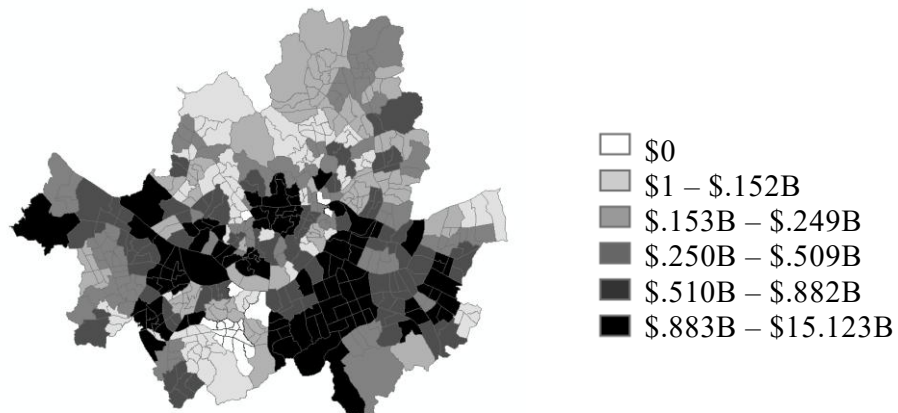 $0
$1 – $.152B
$.153B – $.249B
$.250B – $.509B
$.510B – $.882B
$.883B – $15.123B